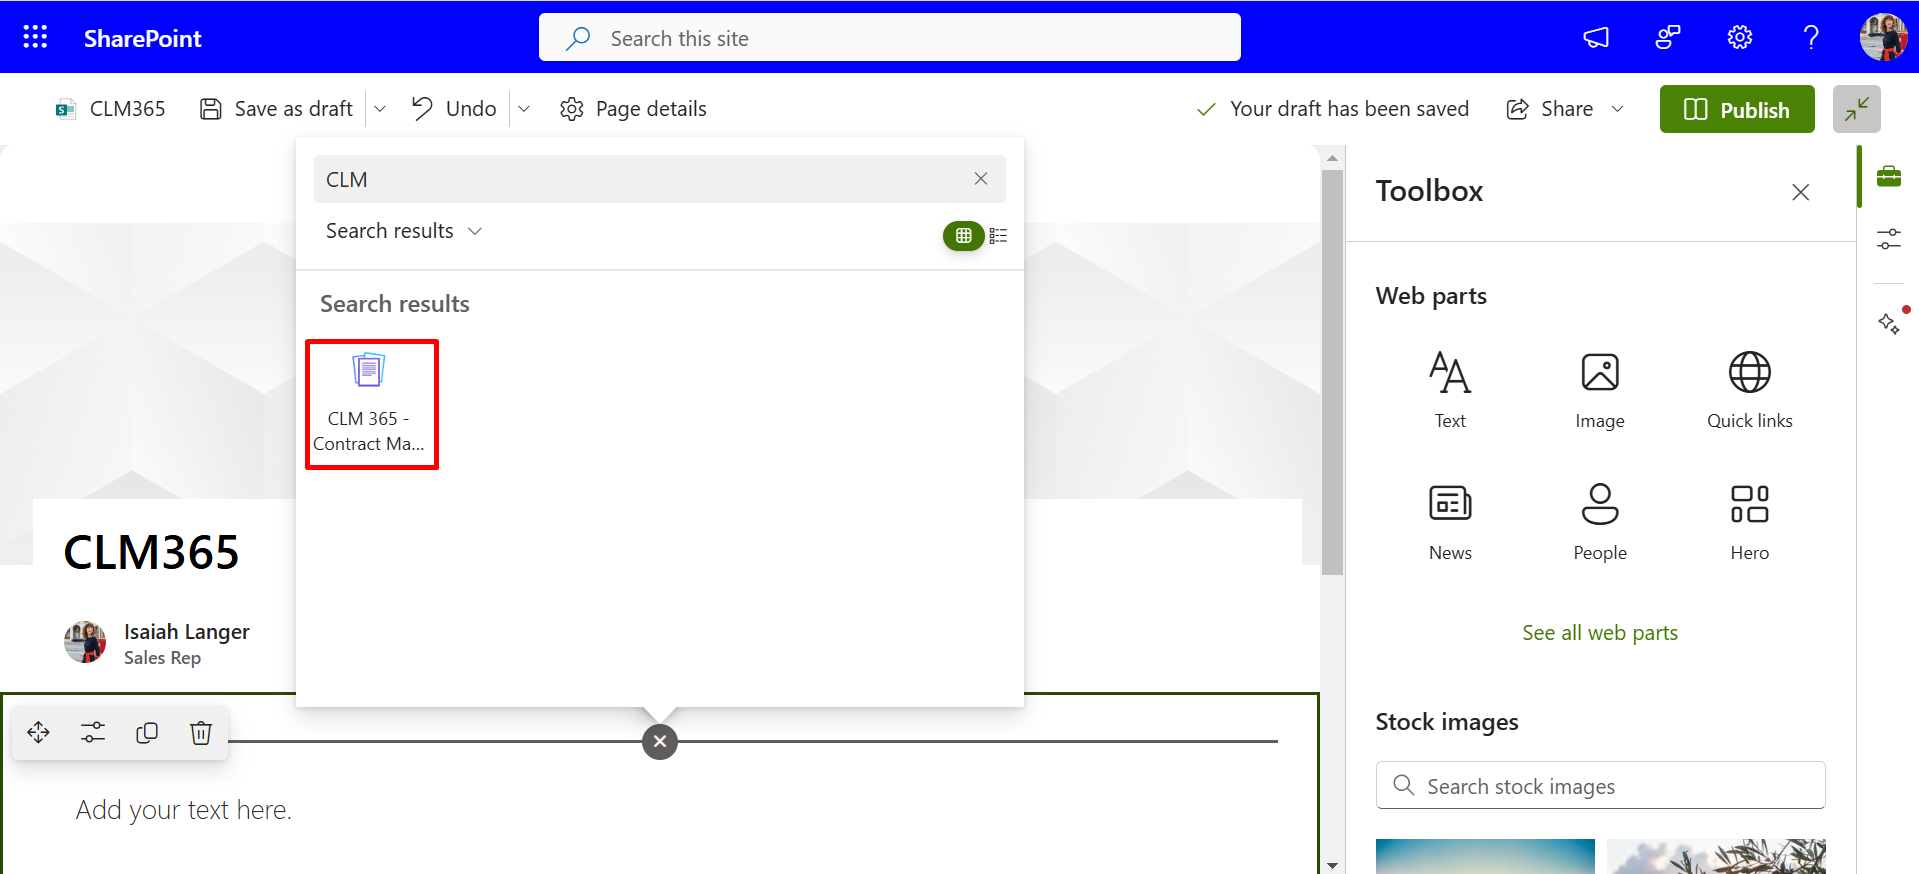 SharePoint
Search this site
CLM365
Save as draft
Undo
Page details
Your draft has been saved
Share
Publish
CLM
Search results
Search results
CLM 365 -
Contract Ma...
CLM365
Isaiah Langer
Sales Rep
Add your text here.
Toolbox
Web parts
Text
Image
Quick links
News
People
Hero
See all web parts
Stock images
Search stock images